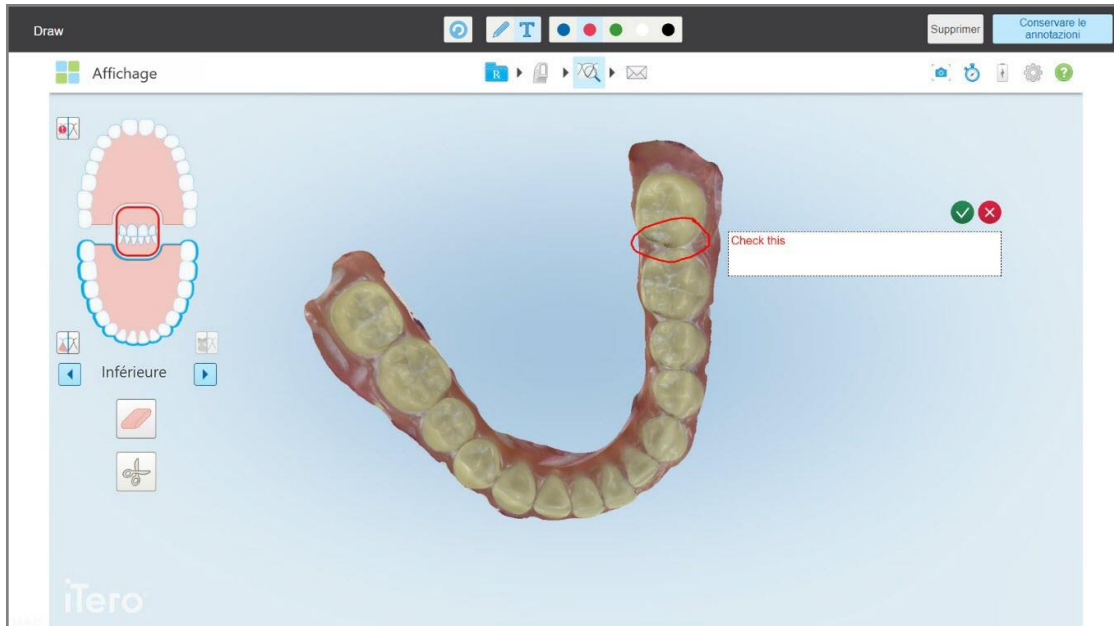 Draw
T
Supprimer
Conservare le
annotazioni
Affichage
R
?
Check this
Inférieure
iTero